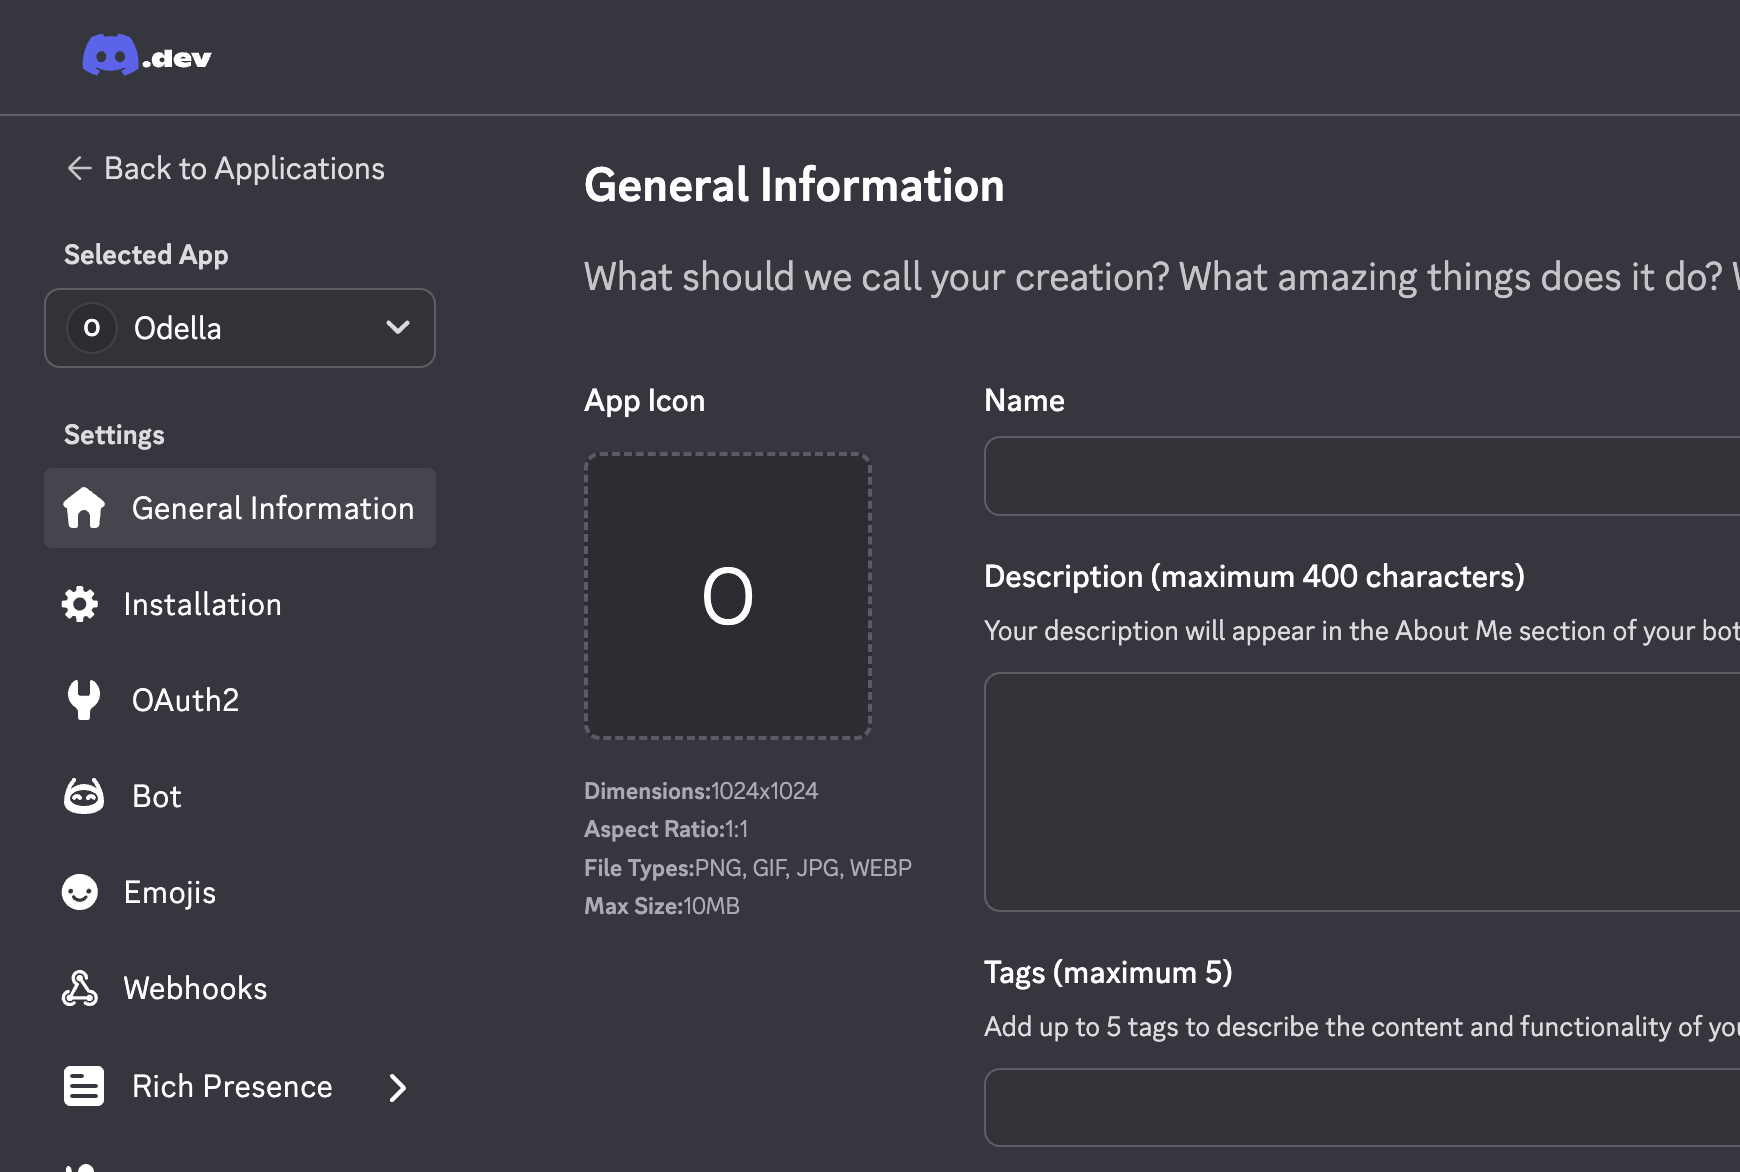 .dev
Back to Applications
Selected App
O Odella
Settings
General Information
Installation
OAuth2
Bot
Emojis
Webhooks
Rich Presence
General Information
What should we call your creation? What amazing things does it do?
App Icon
O
Dimensions:1024x1024
Aspect Ratio:1:1
File Types:PNG, GIF, JPG, WEBP
Max Size:10MB
Name
Description (maximum 400 characters)
Your description will appear in the About Me section of your bot
Tags (maximum 5)
Add up to 5 tags to describe the content and functionality of